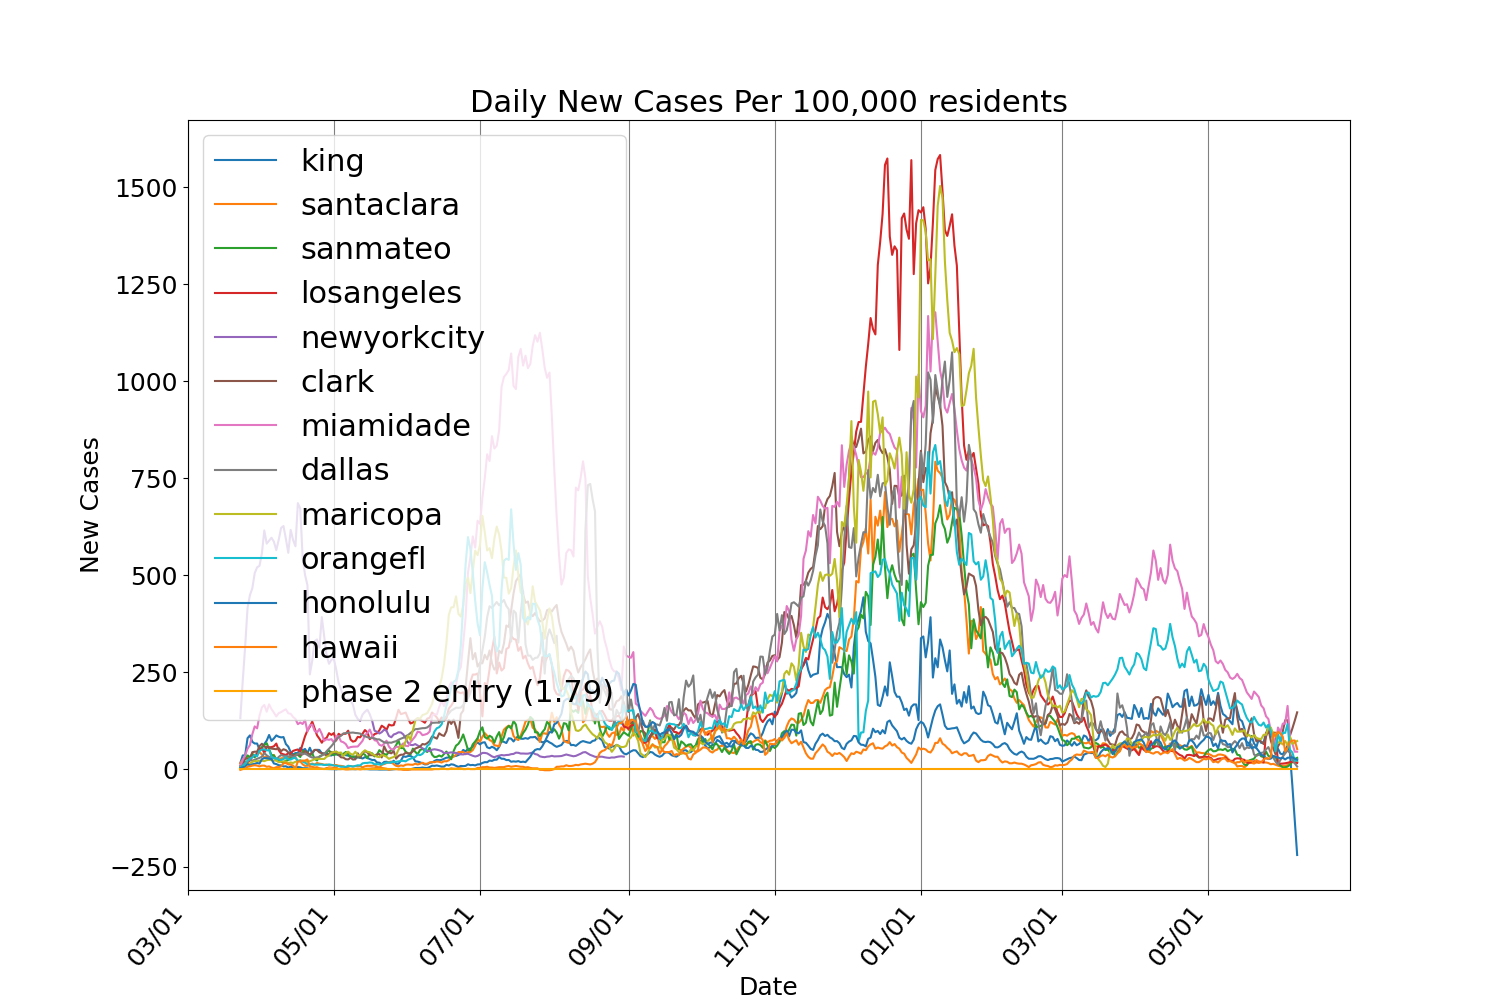 Daily New Cases Per 100,000 residents
king
santaclara
sanmateo
losangeles
newyorkcity
clark
miamidade
dallas
maricopa
orangefl
honolulu
hawaii
phase 2 entry (1.79)
1500
1250
1000
750
500
250
0
−250
New Cases
03/01
05/01
07/01
09/01
11/01
01/01
03/01
05/01
Date